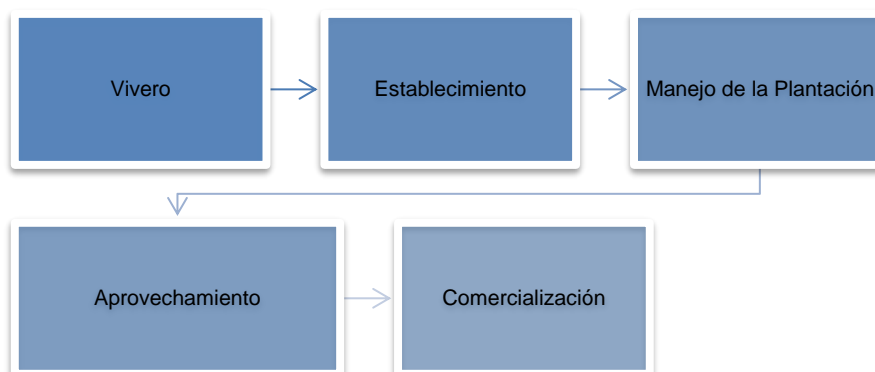 Vivero
Establecimiento
Manejo de la Plantación
Aprovechamiento
Comercialización